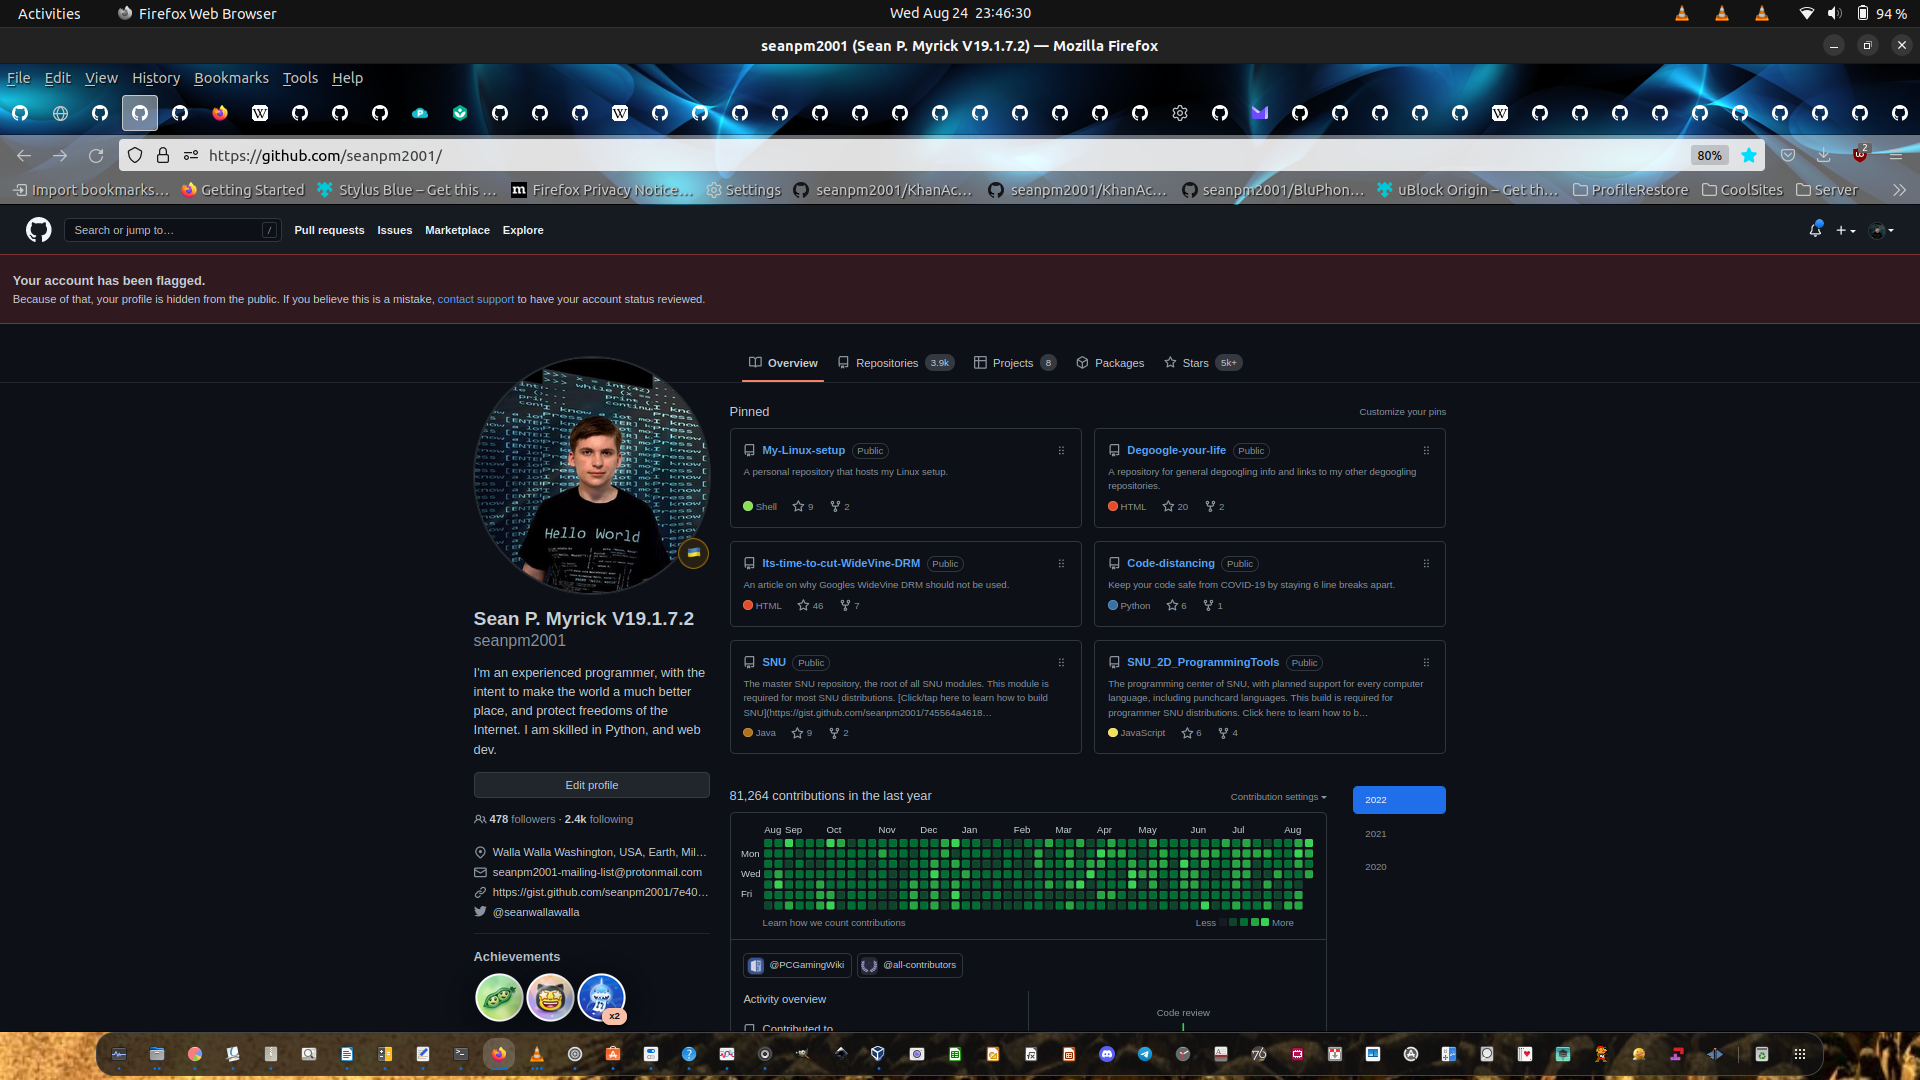 Activities
Firefox Web Browser
Wed Aug 24 23:46:30
94 %
seanpm2001 (Sean P. Myrick V19.1.7.2) — Mozilla Firefox
File Edit View History Bookmarks Tools Help
https://github.com/seanpm2001/
80%
2
Import bookmarks…
Getting Started
Stylus Blue – Get this …
Firefox Privacy Notice…
Settings
seanpm2001/KhanAc…
seanpm2001/KhanAc…
seanpm2001/BluPhon…
uBlock Origin – Get th…
ProfileRestore
CoolSites
Server
Search or jump to…
/
Pull requests
Issues
Marketplace
Explore
Your account has been flagged.
Because of that, your profile is hidden from the public. If you believe this is a mistake, contact support to have your account status reviewed.
Overview
Repositories 3.9k
Projects 8
Packages
Stars 5k+
Hello World
Sean P. Myrick V19.1.7.2
seanpm2001
I'm an experienced programmer, with the
intent to make the world a much better
place, and protect freedoms of the
Internet. I am skilled in Python, and web
dev.
Edit profile
478 followers · 2.4k following
Walla Walla Washington, USA, Earth, Mil…
seanpm2001-mailing-list@protonmail.com
https://gist.github.com/seanpm2001/7e40…
@seanwallawalla
Achievements
x2
Pinned
Customize your pins
My-Linux-setup Public
A personal repository that hosts my Linux setup.
Shell 9 2
Degoogle-your-life Public
A repository for general degoogling info and links to my other degoogling
repositories.
HTML 20 2
Its-time-to-cut-WideVine-DRM Public
An article on why Googles WideVine DRM should not be used.
HTML 46 7
Code-distancing Public
Keep your code safe from COVID-19 by staying 6 line breaks apart.
Python 6 1
SNU Public
The master SNU repository, the root of all SNU modules. This module is
required for most SNU distributions. [Click/tap here to learn how to build
SNU](https://gist.github.com/seanpm2001/745564a4618…
Java 9 2
SNU_2D_ProgrammingTools Public
The programming center of SNU, with planned support for every computer
language, including punchcard languages. This build is required for
programmer SNU distributions. Click here to learn how to b…
JavaScript 6 4
81,264 contributions in the last year
Contribution settings
2022
2021
2020
Aug Sep Oct Nov Dec Jan Feb Mar Apr May Jun Jul Aug
Mon
Wed
Fri
Learn how we count contributions
Less More
@PCGamingWiki
@all-contributors
Activity overview
Code review
Contributed to